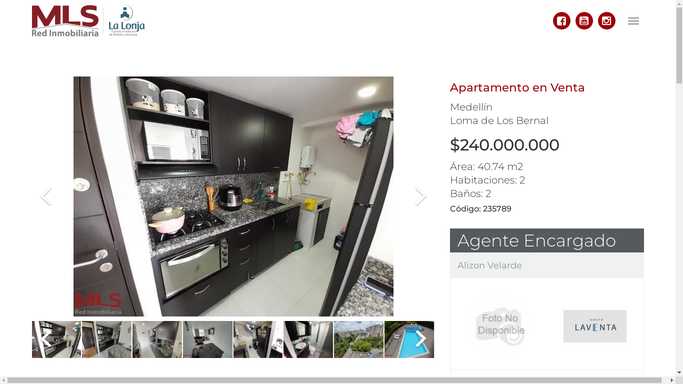 MLS
Red Inmobiliaria
La Lonja
Apartamento en Venta
Medellín
Loma de Los Bernal
$240.000.000
Área: 40.74 m2
Habitaciones: 2
Baños: 2
Código: 235789
MLS
Red Inmobiliaria
Agente Encargado
Alizon Velarde
Foto No
Disponible
LAVENTA